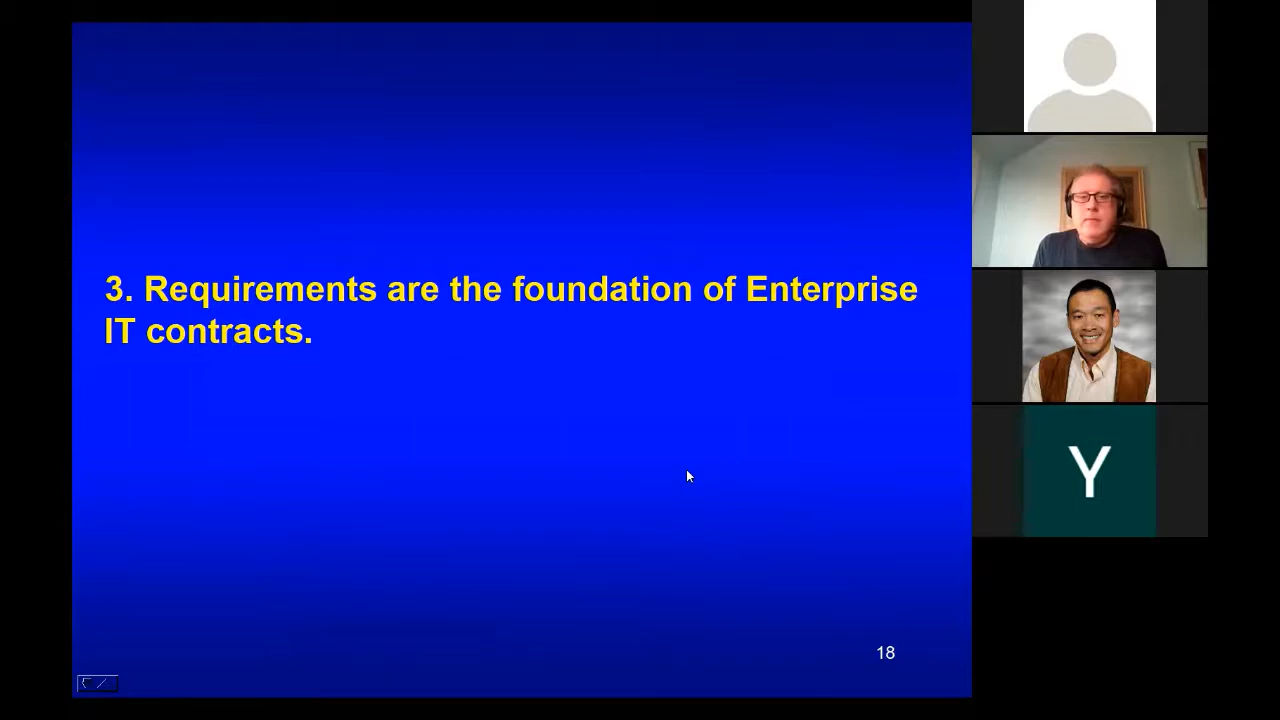 3. Requirements are the foundation of Enterprise
IT contracts.
18
Y